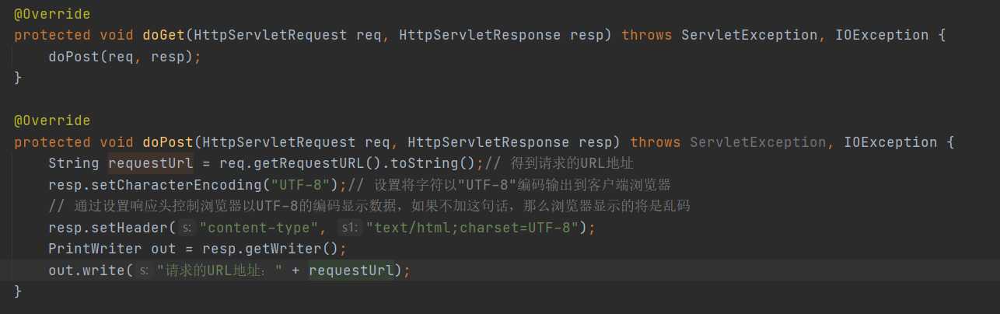 @Override
protected void doGet(HttpServletRequest req, HttpServletResponse resp) throws ServletException, IOException {
    doPost(req, resp);
}

@Override
protected void doPost(HttpServletRequest req, HttpServletResponse resp) throws ServletException, IOException {
    String requestUrl = req.getRequestURL().toString();// 得到请求的URL地址
    resp.setCharacterEncoding("UTF-8");// 设置将字符以"UTF-8"编码输出到客户端浏览器
    // 通过设置响应头控制浏览器以UTF-8的编码显示数据，如果不加这句话，那么浏览器显示的将是乱码
    resp.setHeader( s: "content-type", s1: "text/html;charset=UTF-8");
    PrintWriter out = resp.getWriter();
    out.write( s: "请求的URL地址：" + requestUrl);
}